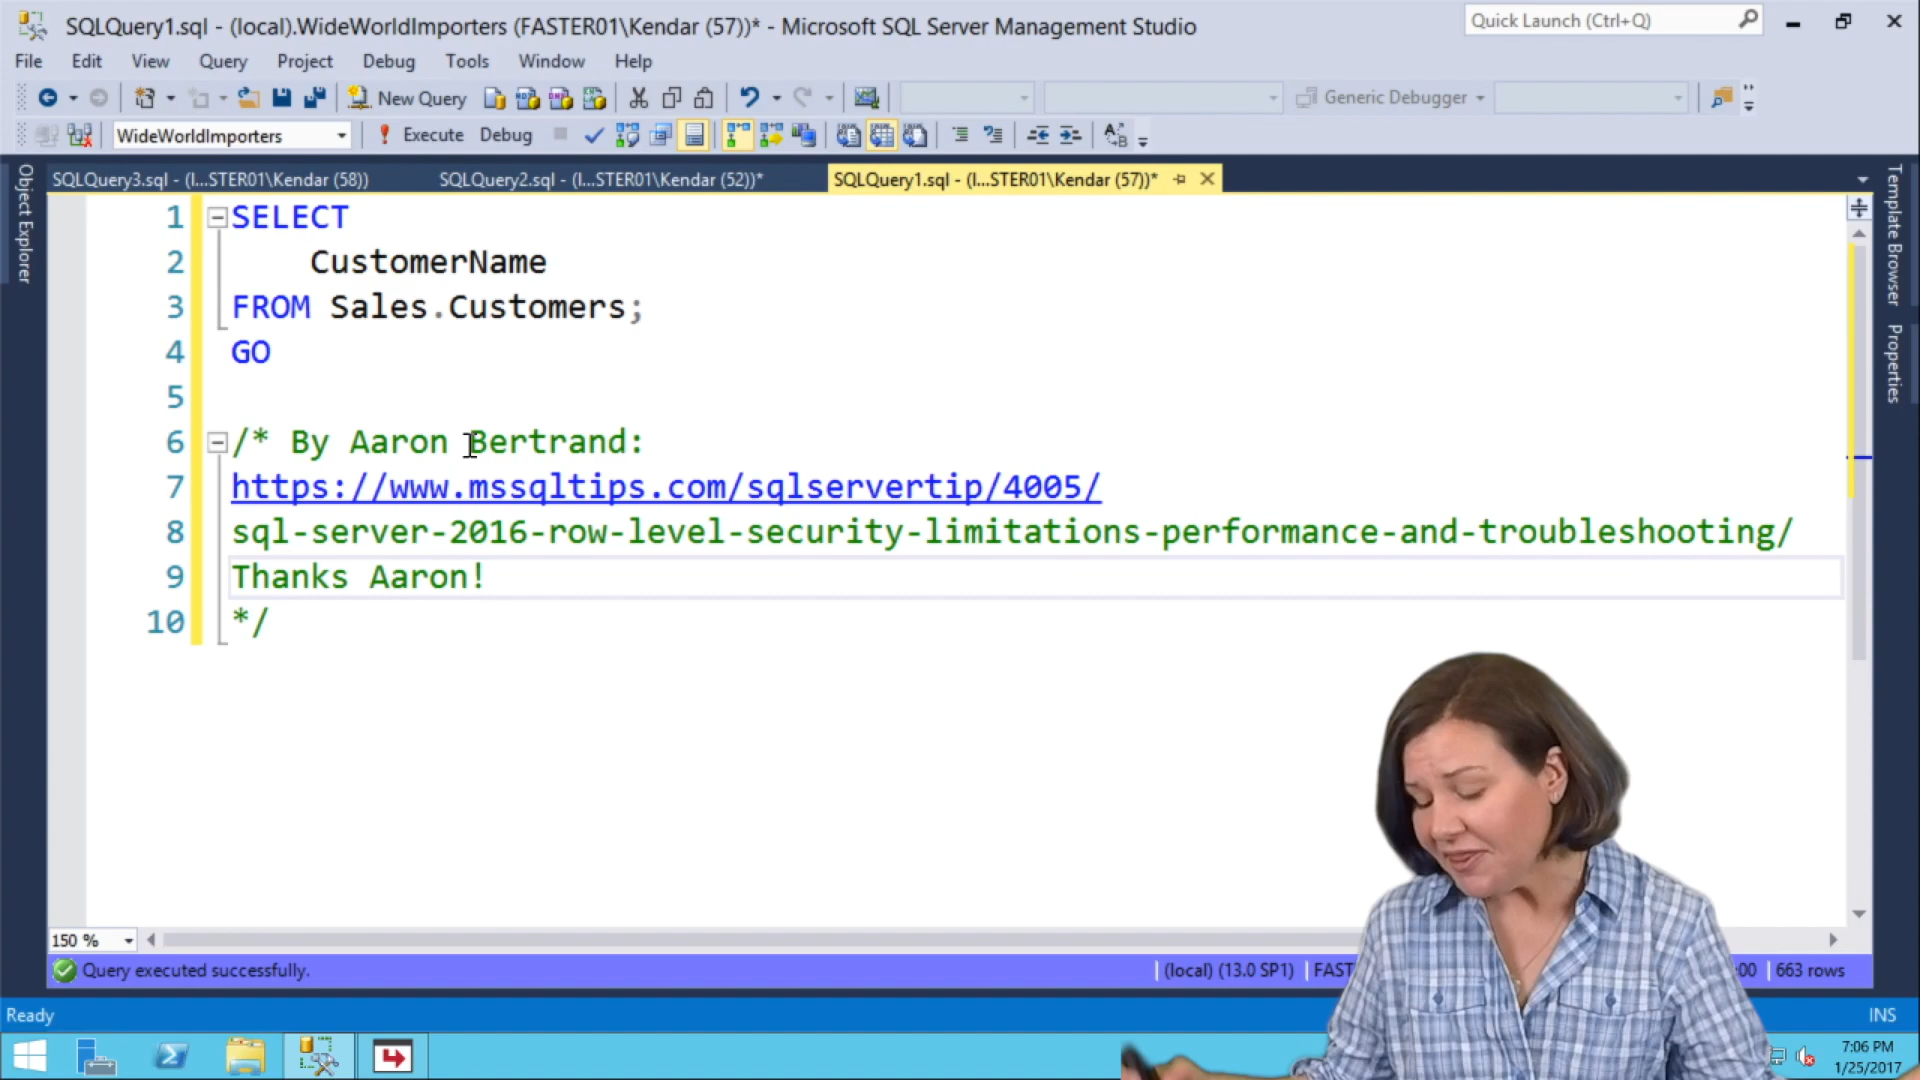 SQLQuery1.sql - (local).WideWorldImporters (FASTER01\Kendar (57))* - Microsoft SQL Server Management Studio
Quick Launch (Ctrl+Q)
File Edit View Query Project Debug Tools Window Help
New Query
Generic Debugger
WideWorldImporters
Execute Debug
Object Explorer
SQLQuery3.sql - (l...STER01\Kendar (58))
SQLQuery2.sql - (l...STER01\Kendar (52))*
SQLQuery1.sql - (l...STER01\Kendar (57))*
Template Browser
Properties
1 SELECT
2 CustomerName
3 FROM Sales.Customers;
4 GO
5
6 /* By Aaron Bertrand:
7 https://www.mssqltips.com/sqlservertip/4005/
8 sql-server-2016-row-level-security-limitations-performance-and-troubleshooting/
9 Thanks Aaron!
10 */
150 %
Query executed successfully.
(local) (13.0 SP1) FAST
:00 663 rows
Ready
INS
7:06 PM
1/25/2017